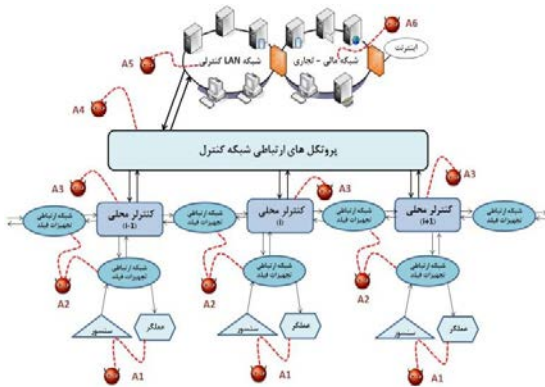 A6
اینترنت
شبکه مالی - تجاری
شبکه LAN کنترلی
A5
A4
پروتکل های ارتباطی شبکه کنترل
A3
A3
A3
کنترلر محلی
(i-1)
کنترلر محلی
(i)
کنترلر محلی
(i+1)
شبکه ارتباطی
تجهیزات فیلد
شبکه ارتباطی
تجهیزات فیلد
شبکه ارتباطی
تجهیزات فیلد
شبکه ارتباطی
تجهیزات فیلد
A2
شبکه ارتباطی
تجهیزات فیلد
A2
شبکه ارتباطی
تجهیزات فیلد
A2
شبکه ارتباطی
تجهیزات فیلد
سنسور
عملگر
سنسور
عملگر
سنسور
عملگر
A1
A1
A1